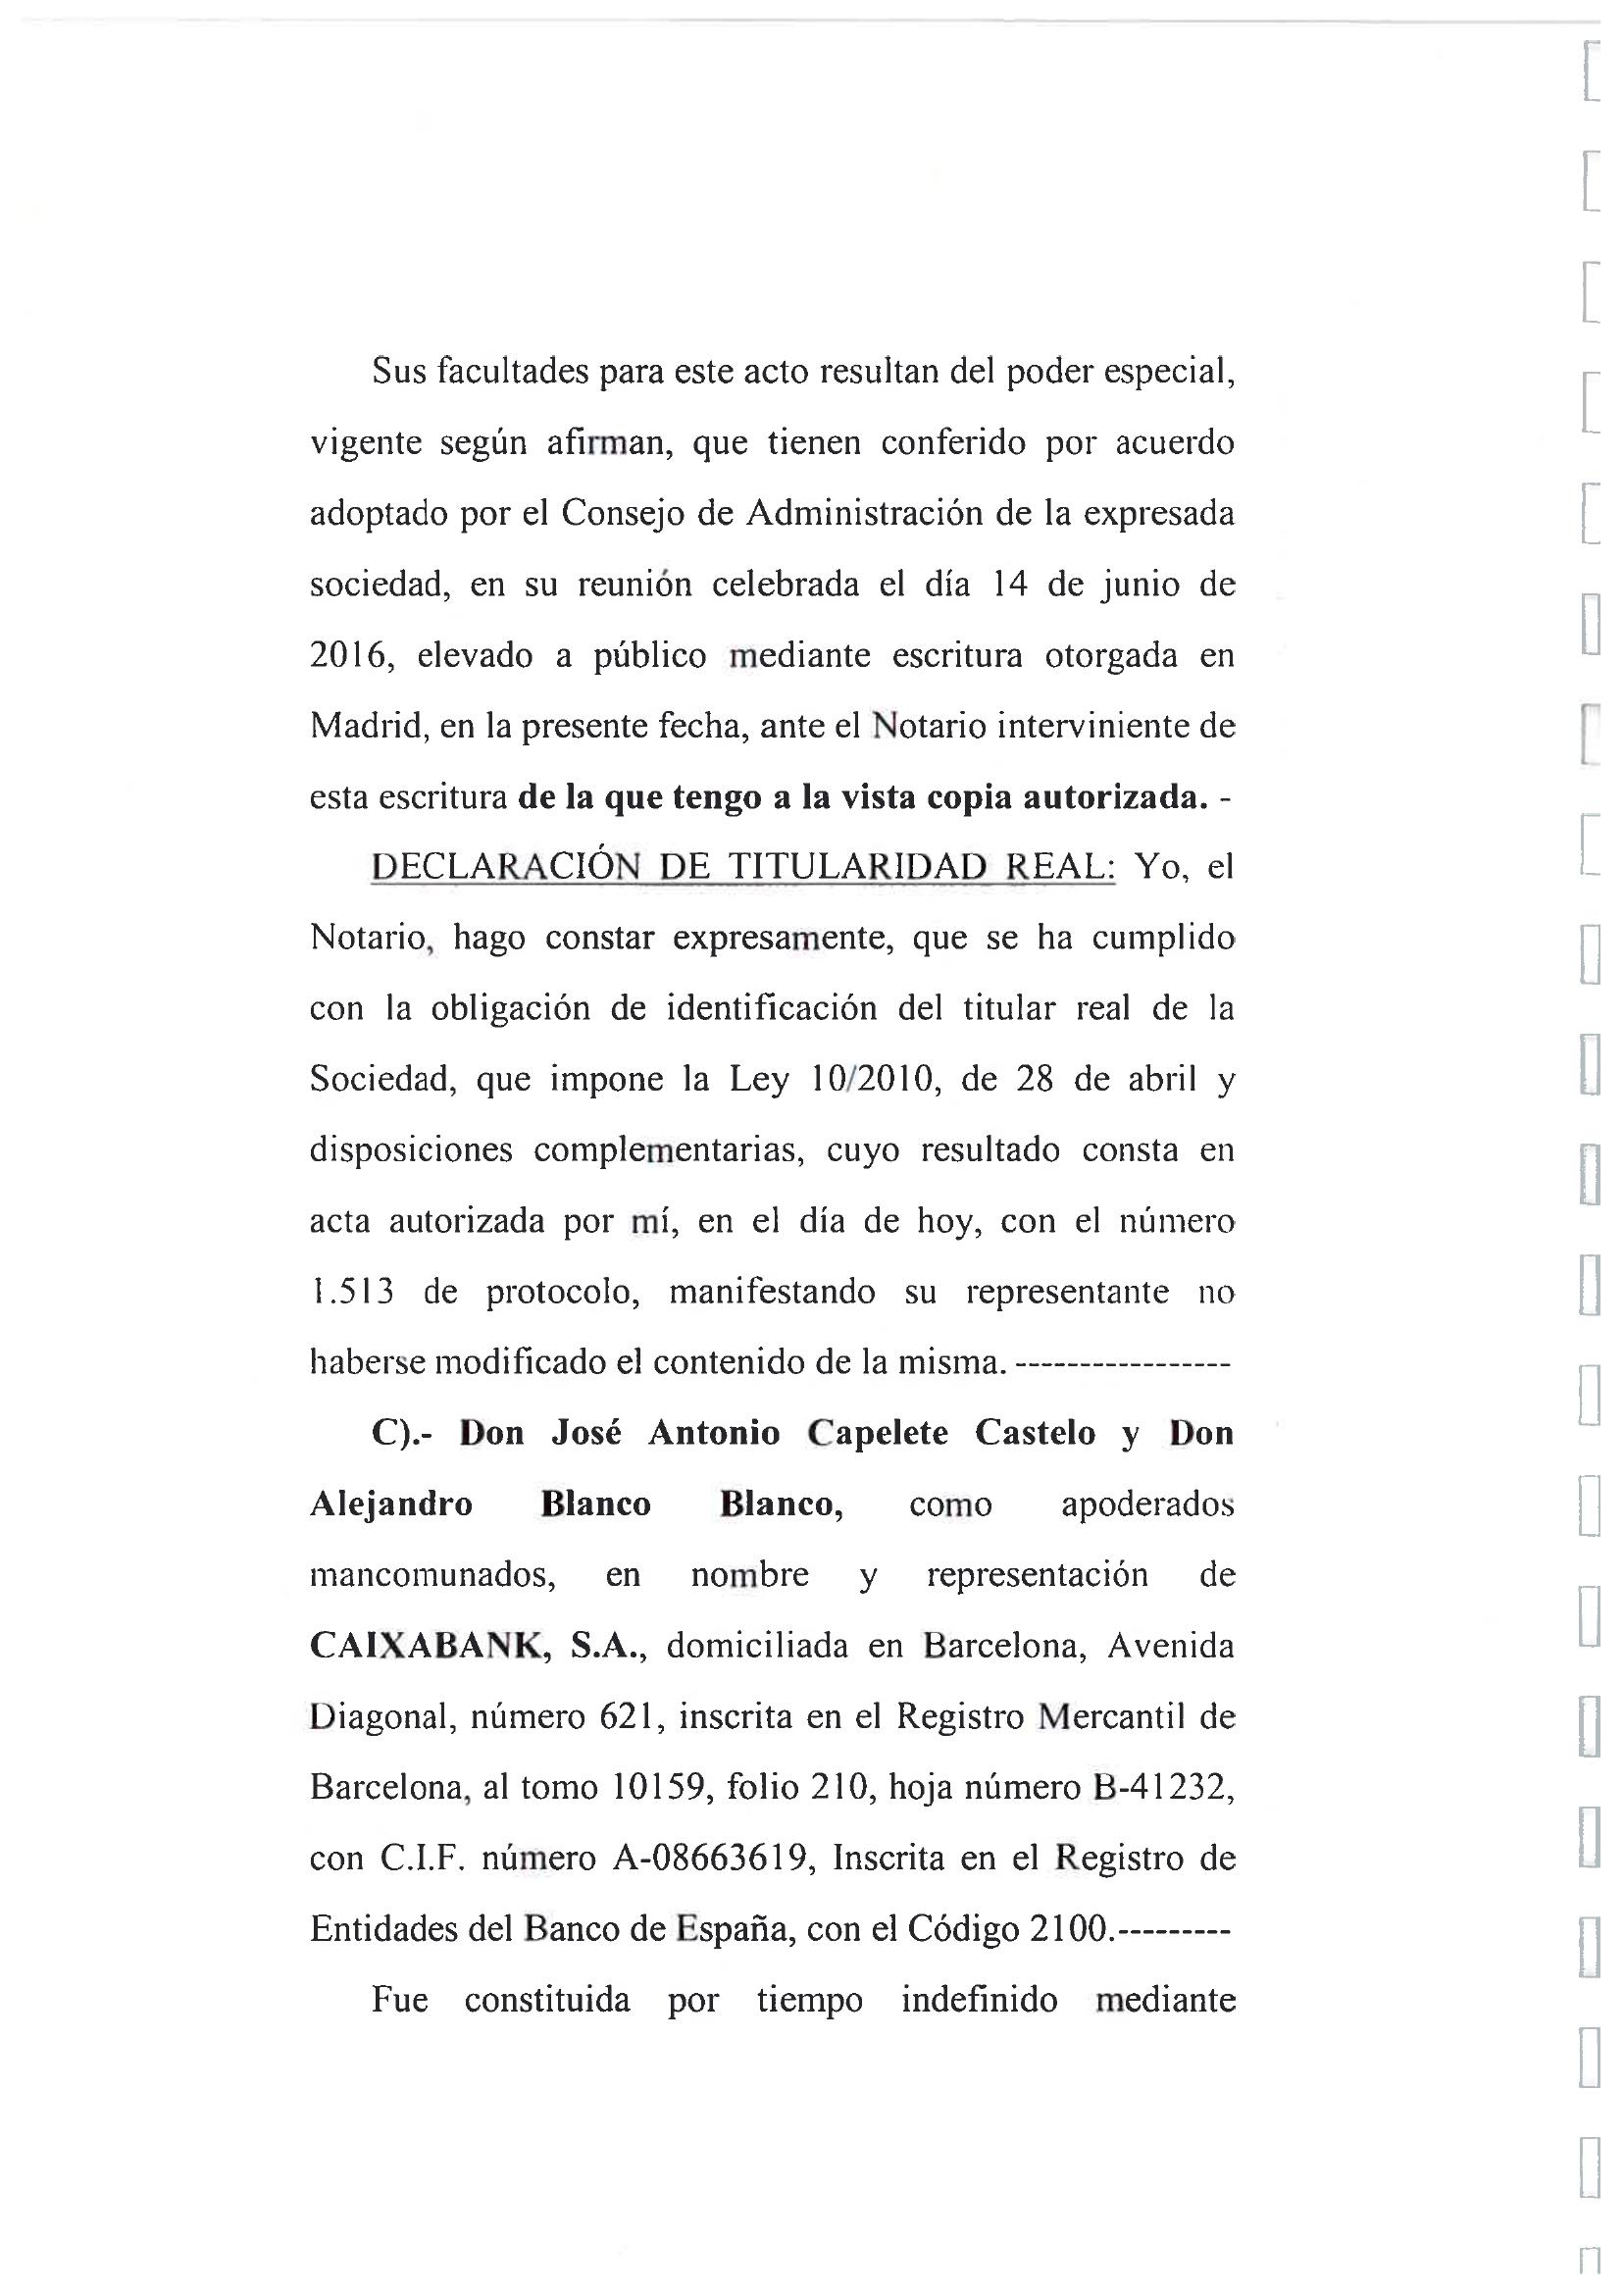 Sus facultades para este acto resultan del poder especial,
vigente según afirman, que tienen conferido por acuerdo
adoptado por el Consejo de Administración de la expresada
sociedad, en su reunión celebrada el día 14 de junio de
2016, elevado a público mediante escritura otorgada en
Madrid, en la presente fecha, ante el Notario interviniente de
esta escritura de la que tengo a la vista copia autorizada. -
DECLARACIÓN DE TITULARIDAD REAL: Yo, el
Notario, hago constar expresamente, que se ha cumplido
con la obligación de identificación del titular real de la
Sociedad, que impone la Ley 10/2010, de 28 de abril y
disposiciones complementarias, cuyo resultado consta en
acta autorizada por mí, en el día de hoy, con el número
1.513 de protocolo, manifestando su representante no
haberse modificado el contenido de la misma. -----------------
C).- Don José Antonio Capelete Castelo y Don
Alejandro Blanco Blanco, como apoderados
mancomunados, en nombre y representación de
CAIXABANK, S.A., domiciliada en Barcelona, Avenida
Diagonal, número 621, inscrita en el Registro Mercantil de
Barcelona, al tomo 10159, folio 210, hoja número B-41232,
con C.I.F. número A-08663619, Inscrita en el Registro de
Entidades del Banco de España, con el Código 2100.---------
Fue constituida por tiempo indefinido mediante